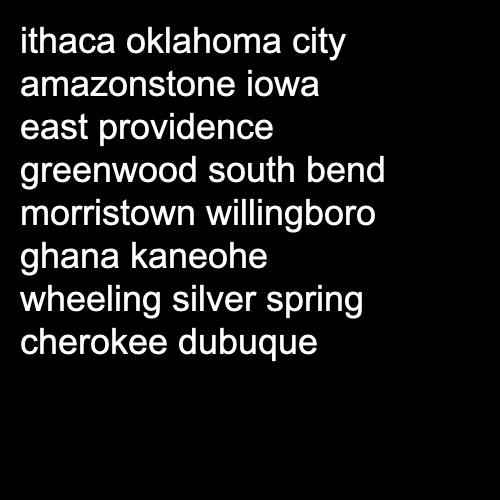 ithaca oklahoma city
amazonstone iowa
east providence
greenwood south bend
morristown willingboro
ghana kaneohe
wheeling silver spring
cherokee dubuque